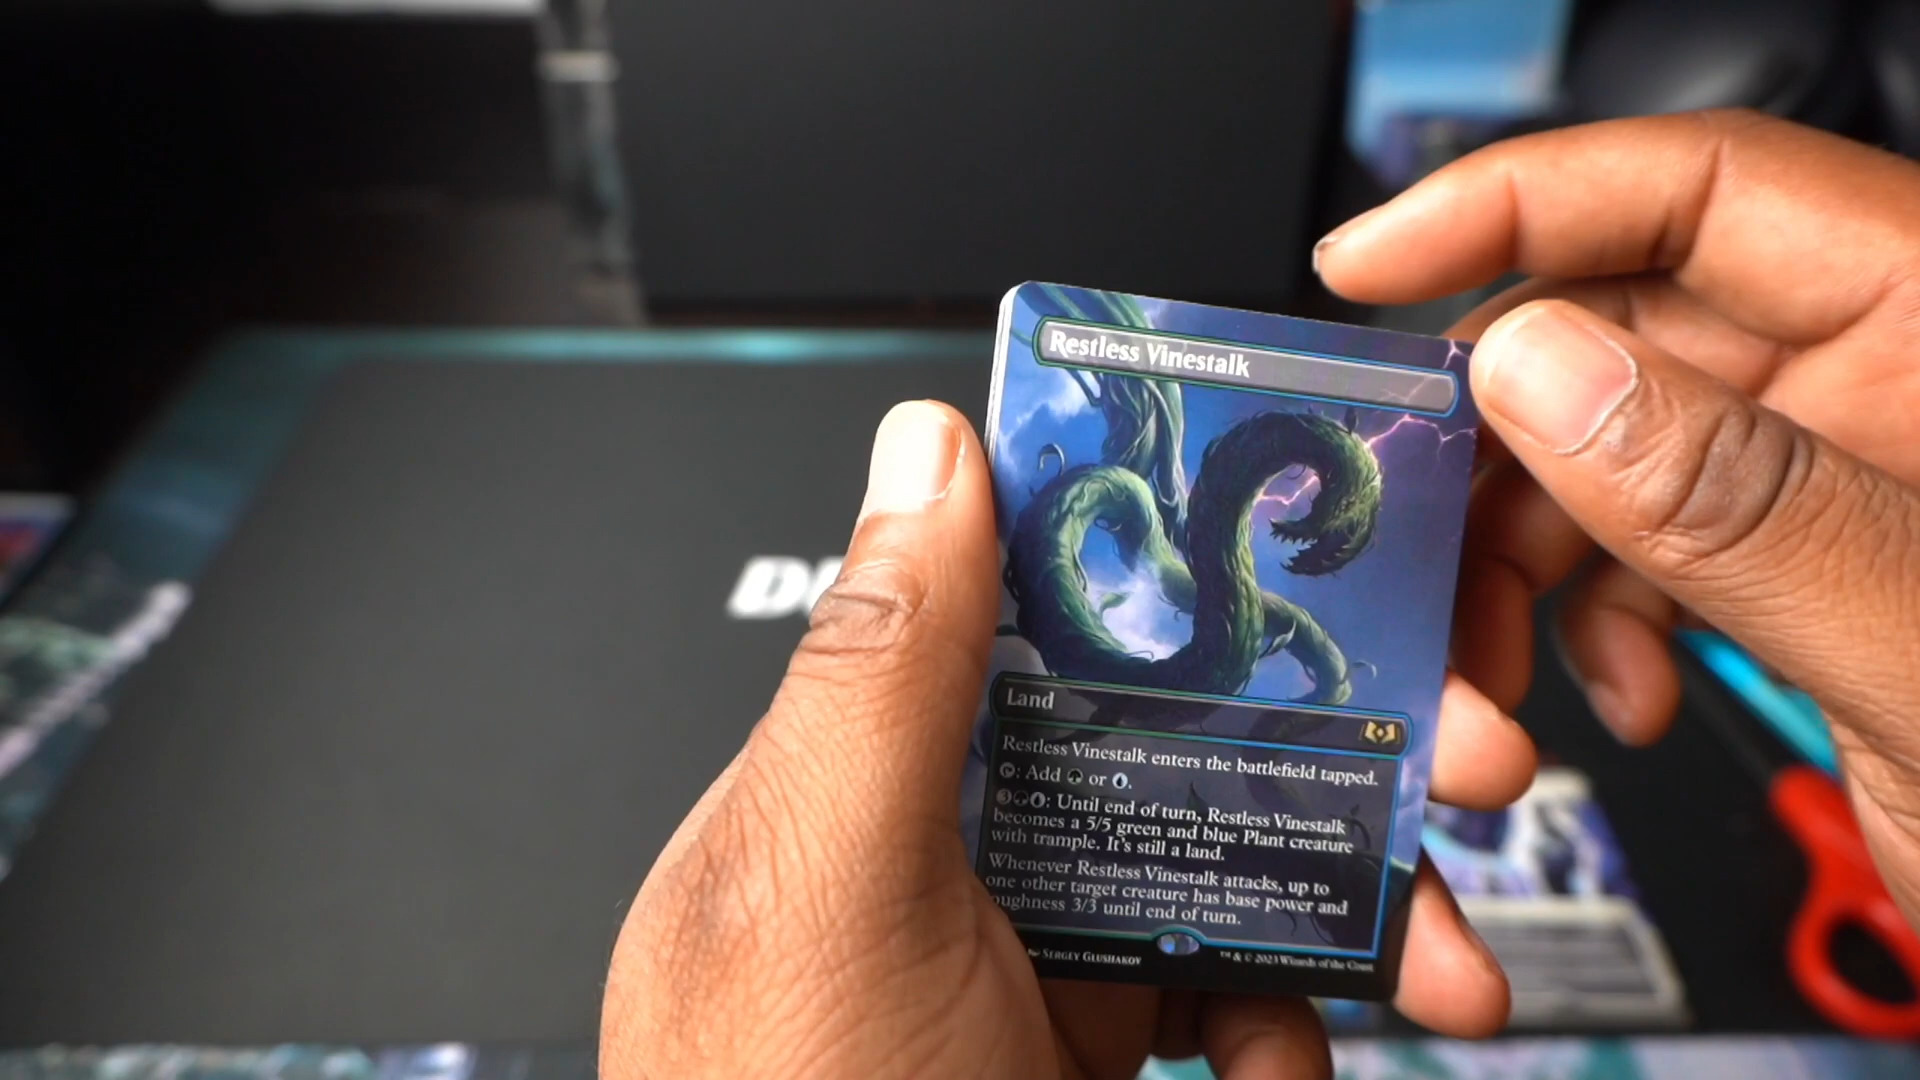 Restless Vinestalk
Land
Restless Vinestalk enters the battlefield tapped.
: Add or .
3: Until end of turn, Restless Vinestalk
becomes a 5/5 green and blue Plant creature
with trample. It's still a land.
Whenever Restless Vinestalk attacks, up to
one other target creature has base power and
oughness 3/3 until end of turn.
SERGEY GLUSHAKOV
™ & © 2023 Wizards of the Coast